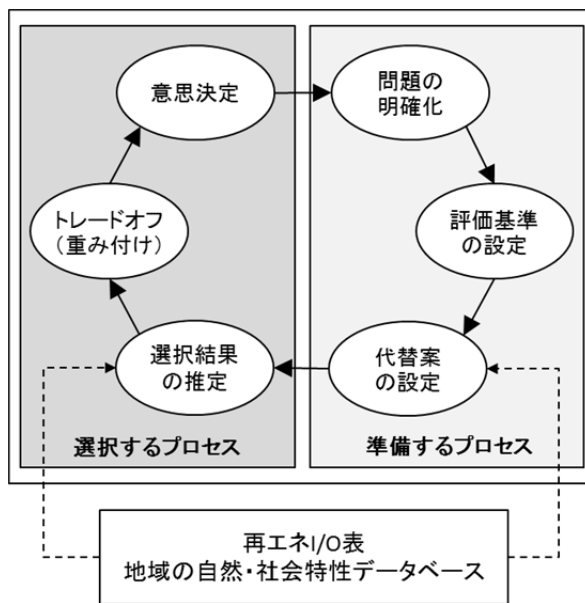 意思決定
問題の
明確化
トレードオフ
(重み付け)
評価基準
の設定
選択結果
の推定
代替案
の設定
選択するプロセス
準備するプロセス
再エネI/O表
地域の自然・社会特性データベース